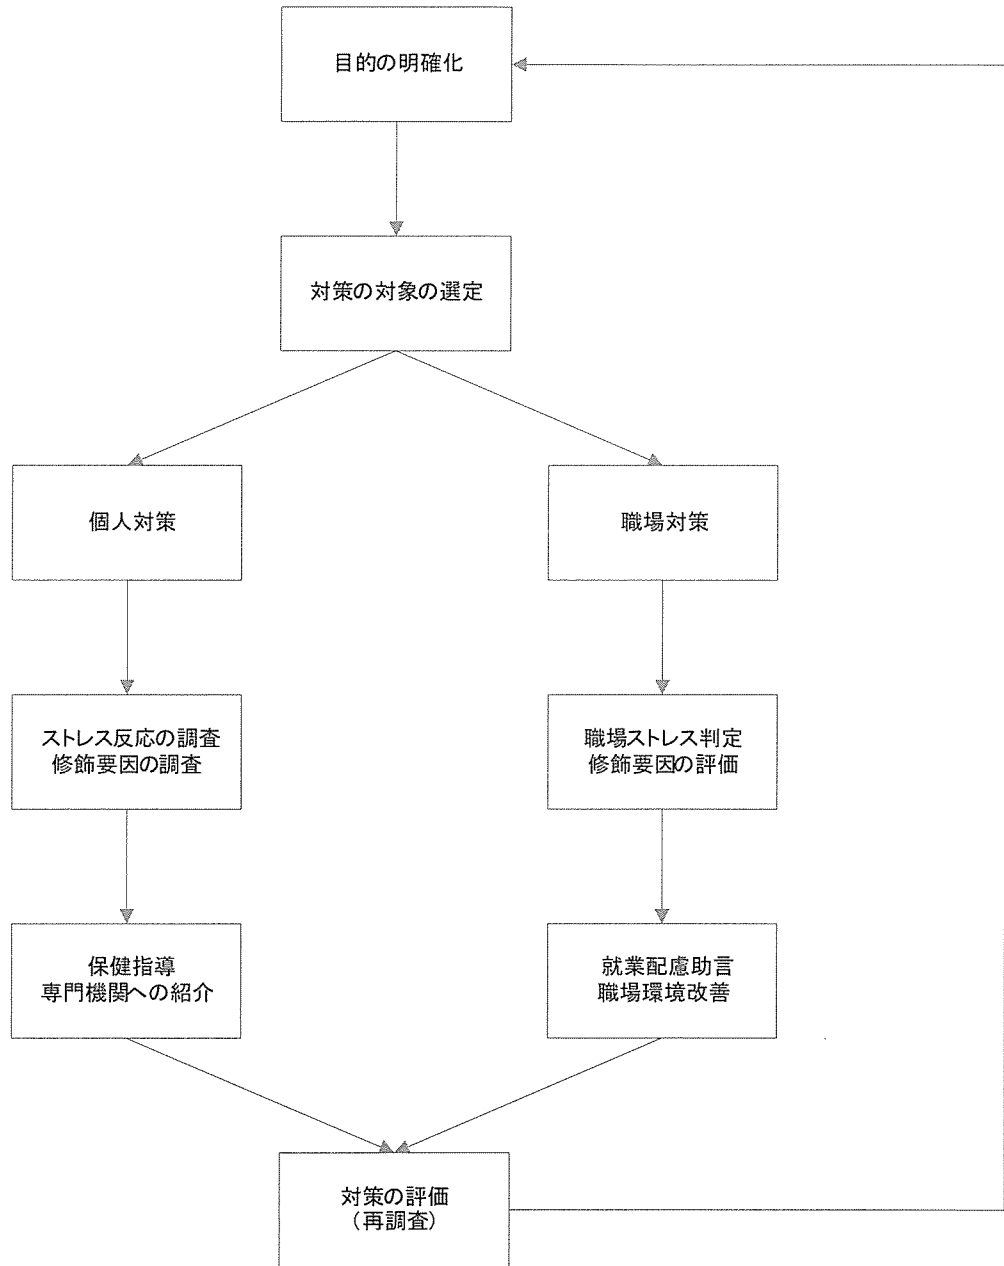 目的の明確化
対策の対象の選定
個人対策
職場対策
ストレス反応の調査
修飾要因の調査
職場ストレス判定
修飾要因の評価
保健指導
専門機関への紹介
就業配慮助言
職場環境改善
対策の評価
（再調査）